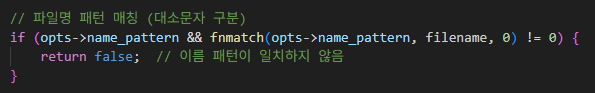 // 파일명 패턴 매칭 (대소문자 구분)
if (opts->name_pattern && fnmatch(opts->name_pattern, filename, 0) != 0) {
    return false;  // 이름 패턴이 일치하지 않음
}